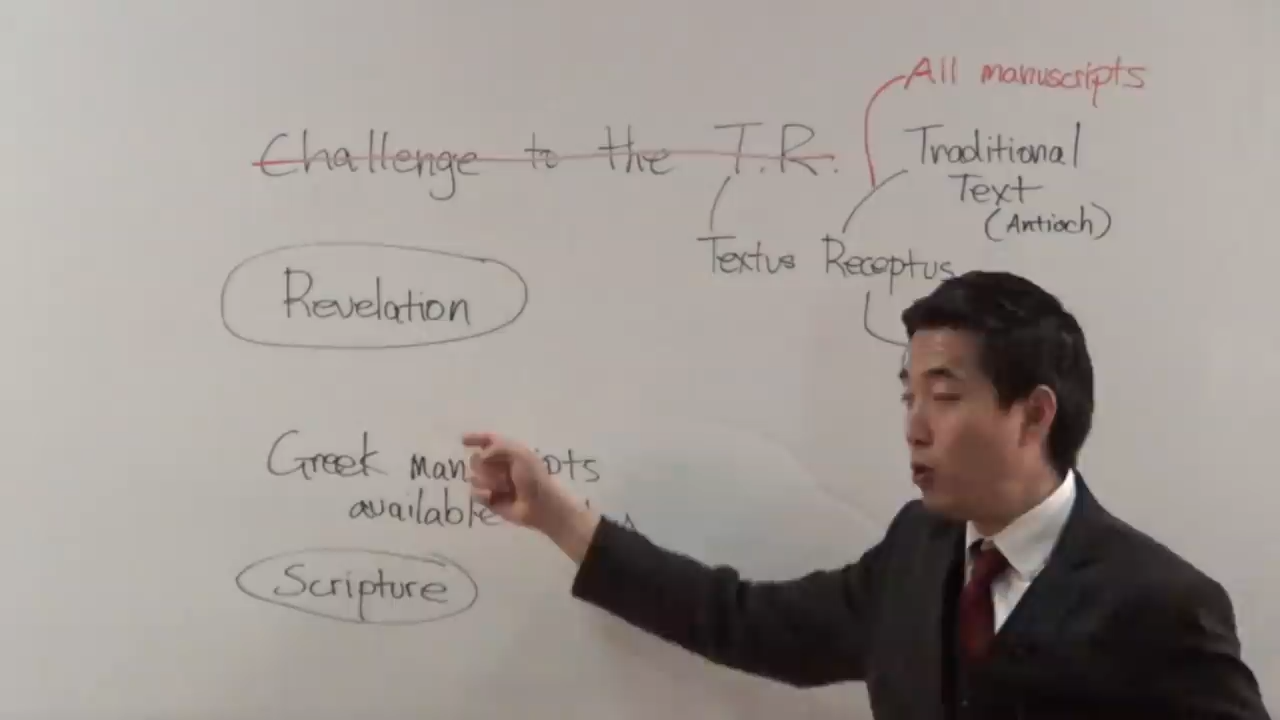 All manuscripts
Challenge to the T.R.
Traditional
Text
(Antioch)
Textus Receptus
Revelation
Greek
available
Scripture